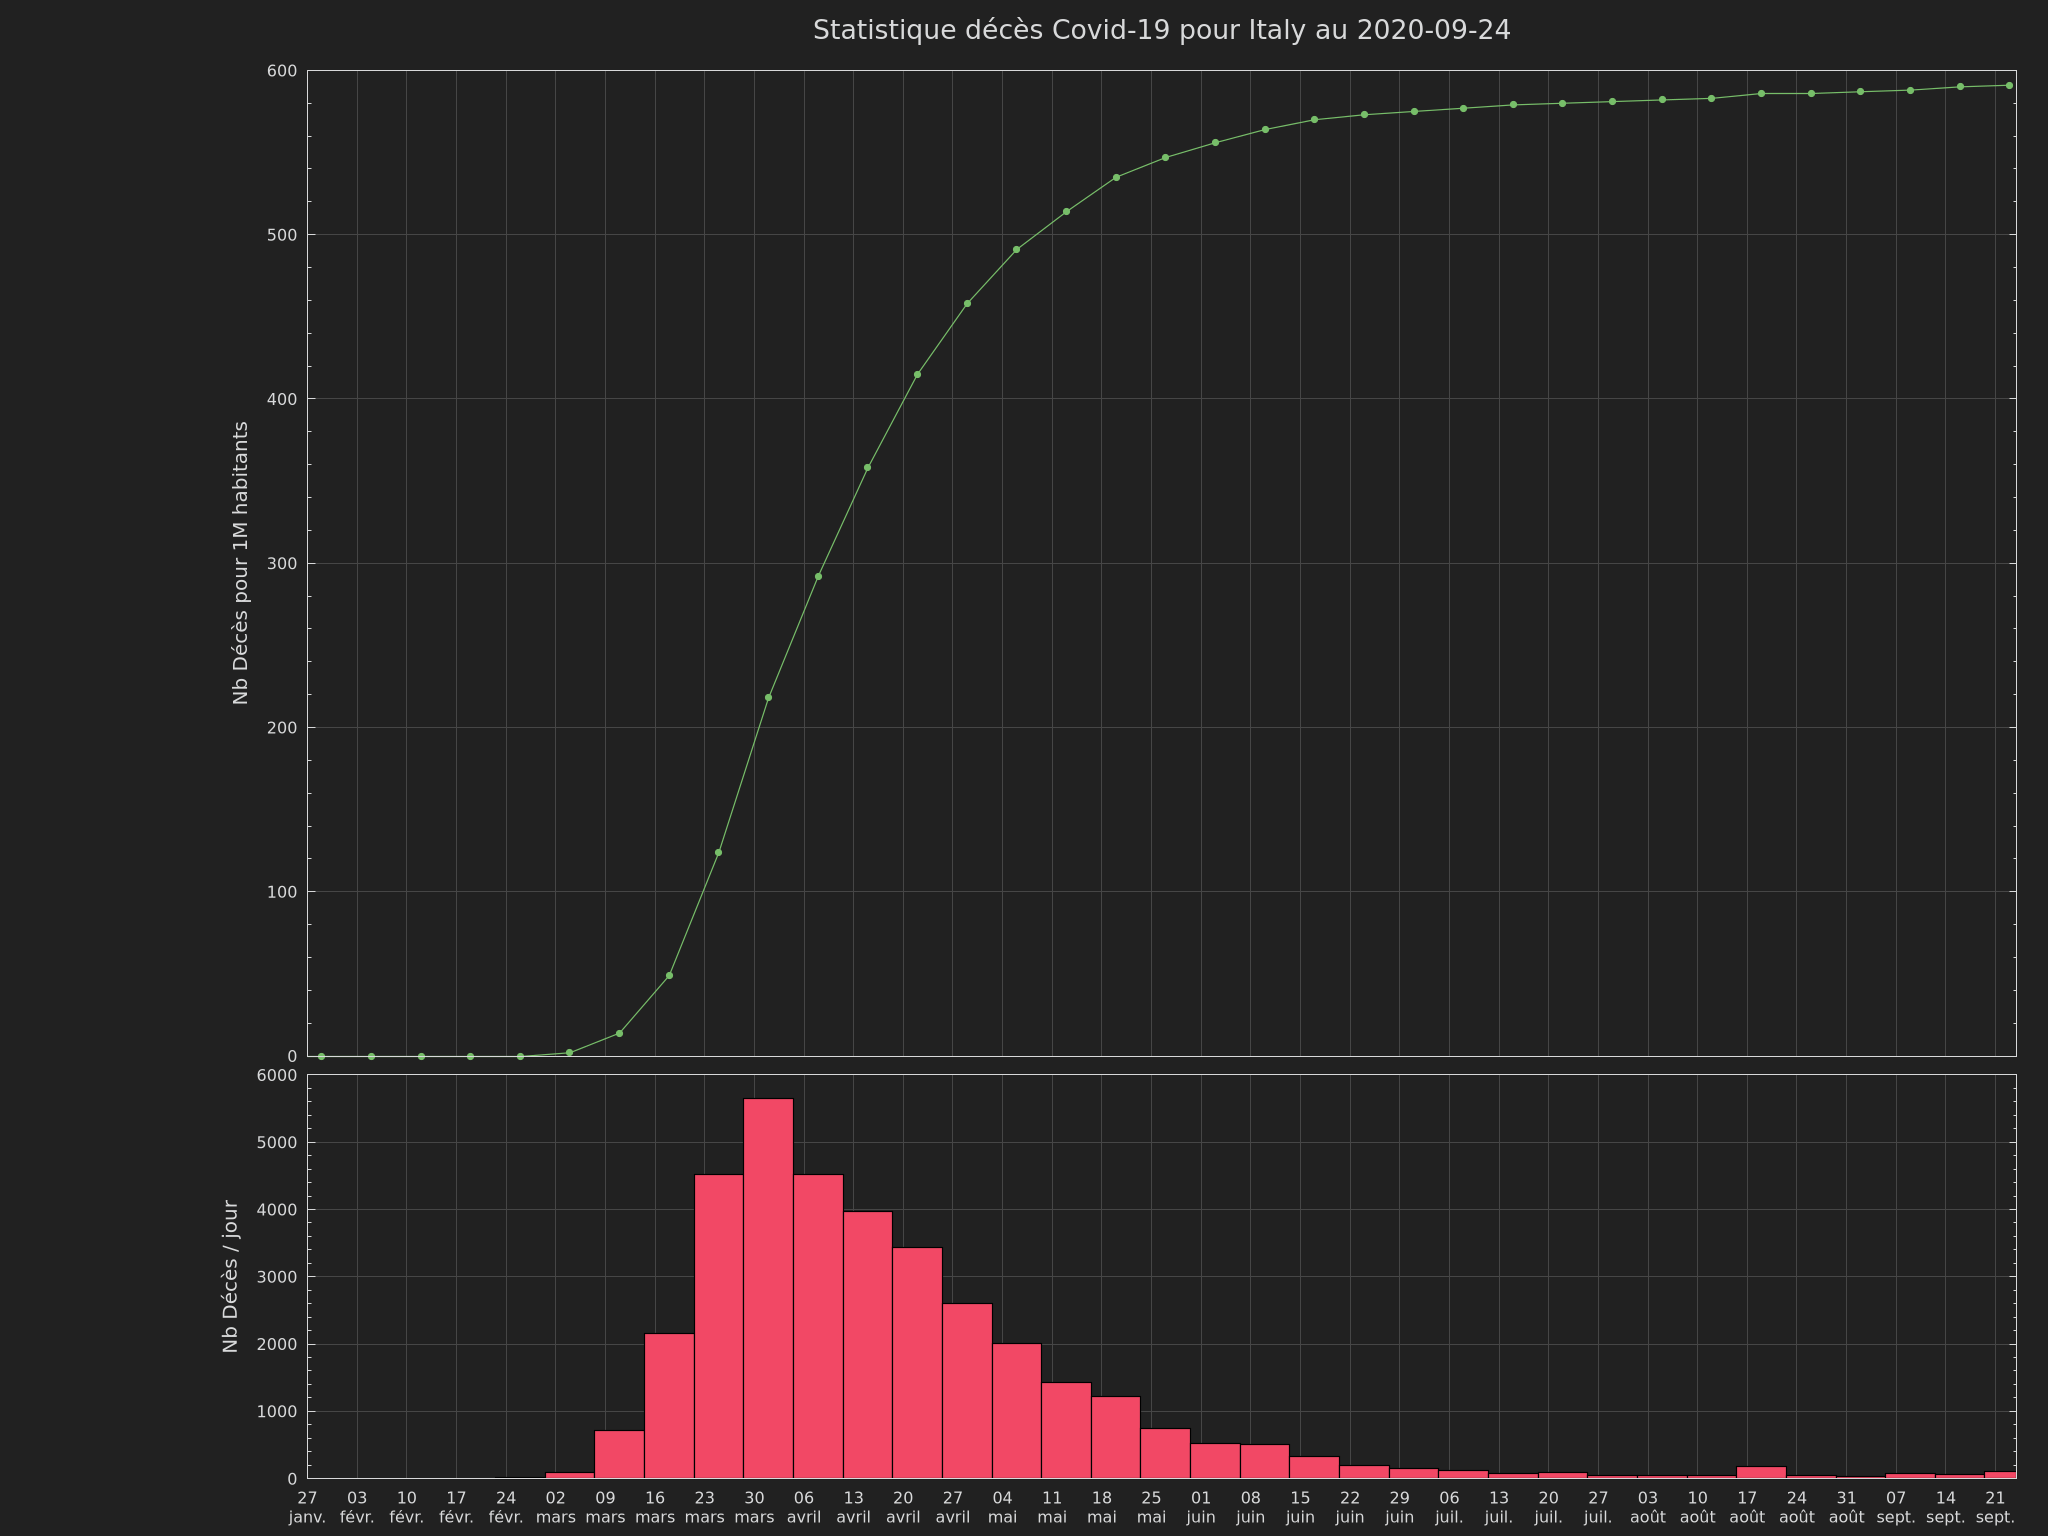 Statistique décès Covid-19 pour Italy au 2020-09-24
Nb Décès pour 1M habitants
600
500
400
300
200
100
0
Nb Décès / jour
6000
5000
4000
3000
2000
1000
0
27 03 10 17 24 02 09 16 23 30 06 13 20 27 04 11 18 25 01 08 15 22 29 06 13 20 27 03 10 17 24 31 07 14 21
janv. févr. févr. févr. févr. mars mars mars mars mars avril avril avril avril mai mai mai mai juin juin juin juin juin juil. juil. juil. juil. août août août août août sept. sept. sept.